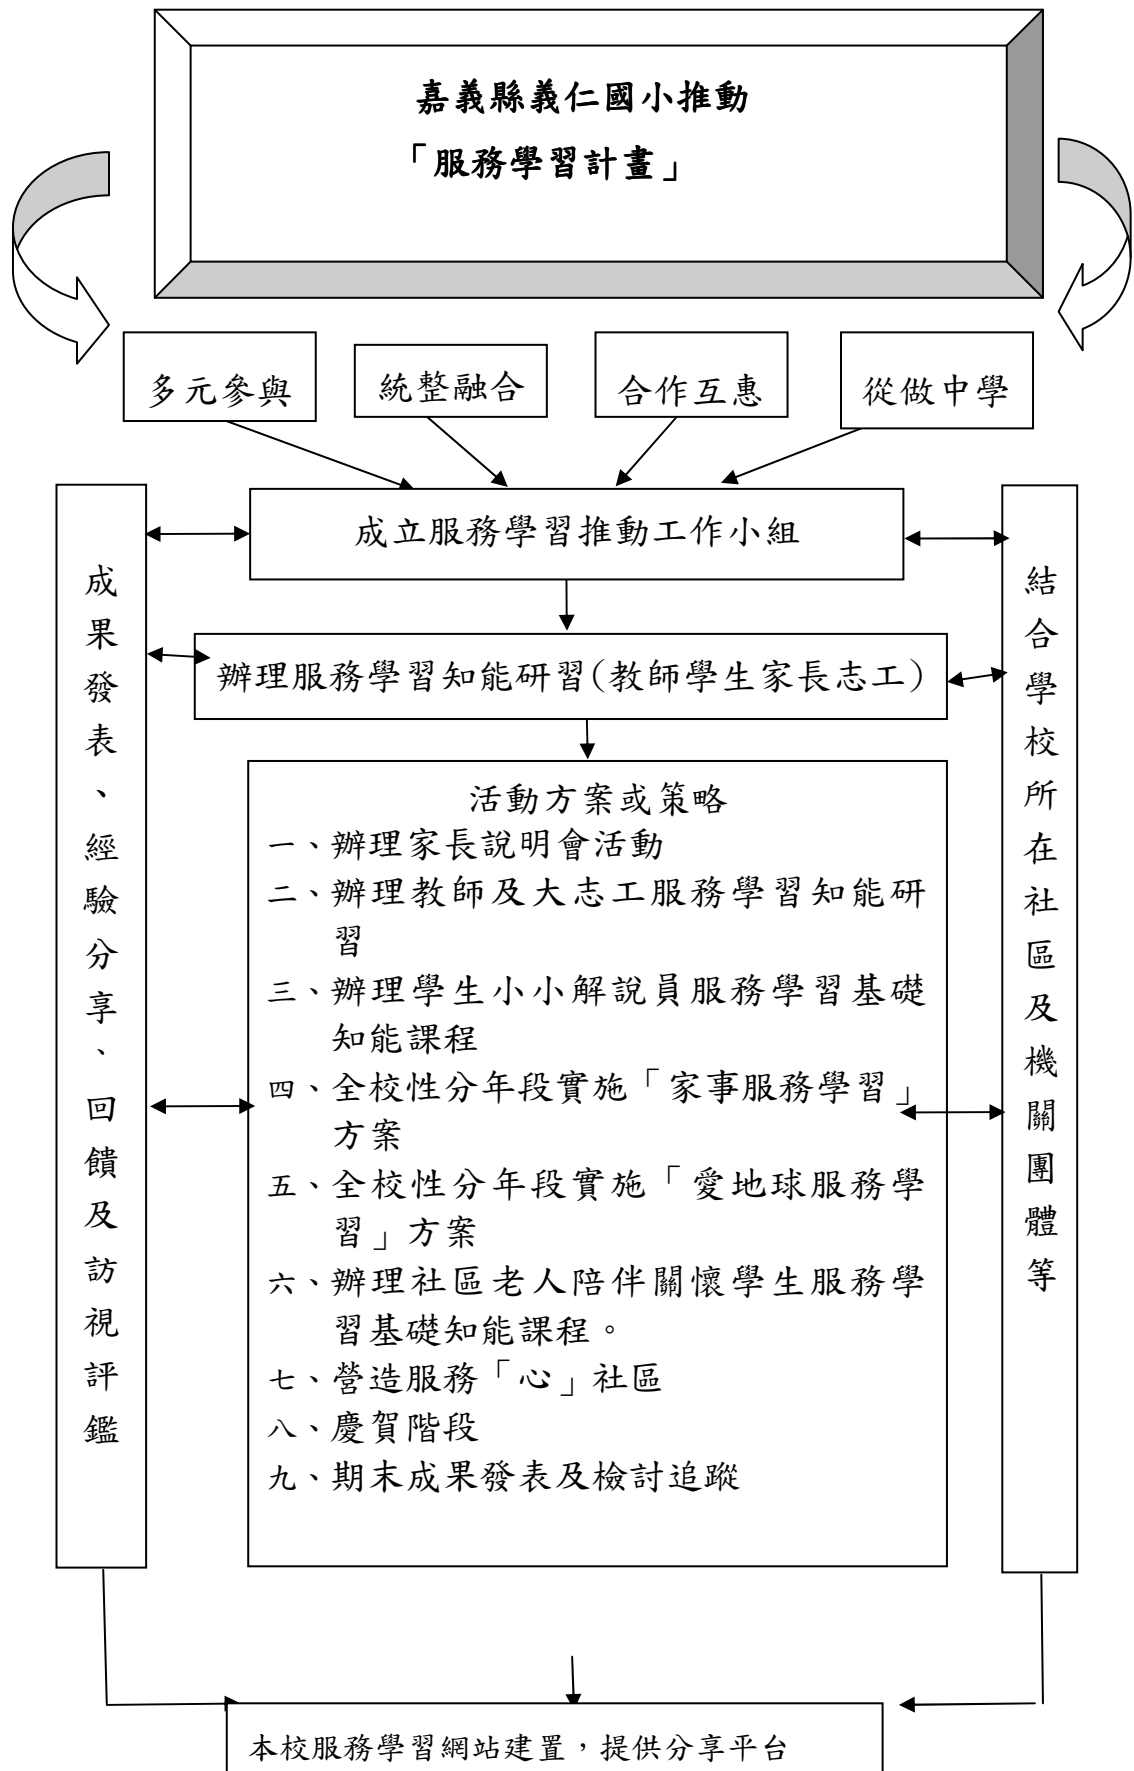 嘉義縣義仁國小推動
「服務學習計畫」
多元參與
統整融合
合作互惠
從做中學
成立服務學習推動工作小組
辦理服務學習知能研習(教師學生家長志工)
成果發表、經驗分享、回饋及訪視評鑑
活動方案或策略
一、辦理家長說明會活動
二、辦理教師及大志工服務學習知能研
習
三、辦理學生小小解說員服務學習基礎
知能課程
四、全校性分年段實施「家事服務學習」
方案
五、全校性分年段實施「愛地球服務學
習」方案
六、辦理社區老人陪伴關懷學生服務學
習基礎知能課程。
七、營造服務「心」社區
八、慶賀階段
九、期末成果發表及檢討追蹤
結合學校所在社區及機關團體等
本校服務學習網站建置，提供分享平台